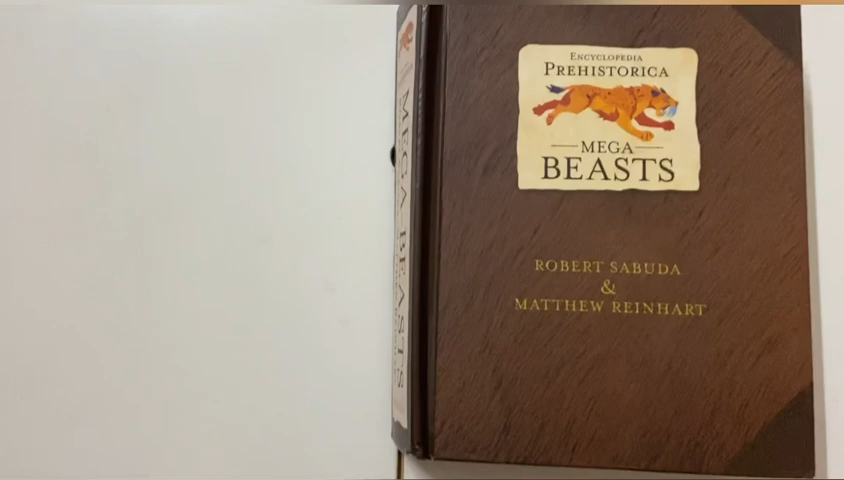 ENCYCLOPEDIA
PREHISTORICA
MEGA
BEASTS
ROBERT SABUDA
&
MATTHEW REINHART
MEGA-BEASTS